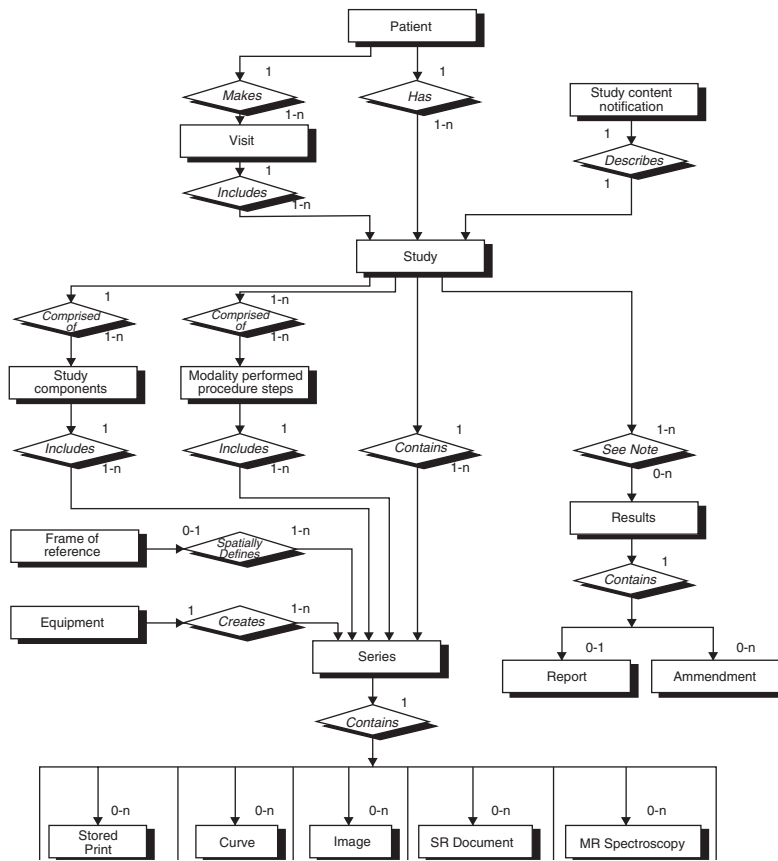 Patient
1
1
Makes
Has
Study content
notification
1-n
1-n
Visit
1
1
Describes
Includes
1
1-n
Study
1
1-n
Comprised
of
Comprised
of
1-n
1-n
Study
components
Modality performed
procedure steps
1
1
1
1-n
Includes
Includes
Contains
See Note
1-n
1-n
1-n
0-n
Results
Frame of
reference
0-1
Spatially
Defines
1-n
1
Contains
Equipment
1
Creates
1-n
Series
0-1
0-n
Report
Ammendment
1
Contains
0-n
0-n
0-n
0-n
0-n
Stored
Print
Curve
Image
SR Document
MR Spectroscopy